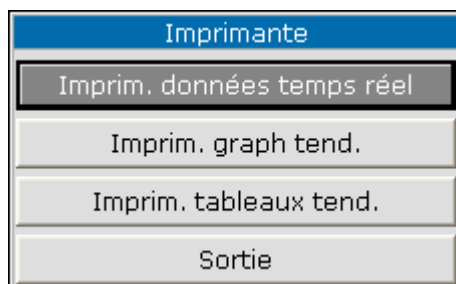 Imprimante
Imprim. données temps réel
Imprim. graph tend.
Imprim. tableaux tend.
Sortie